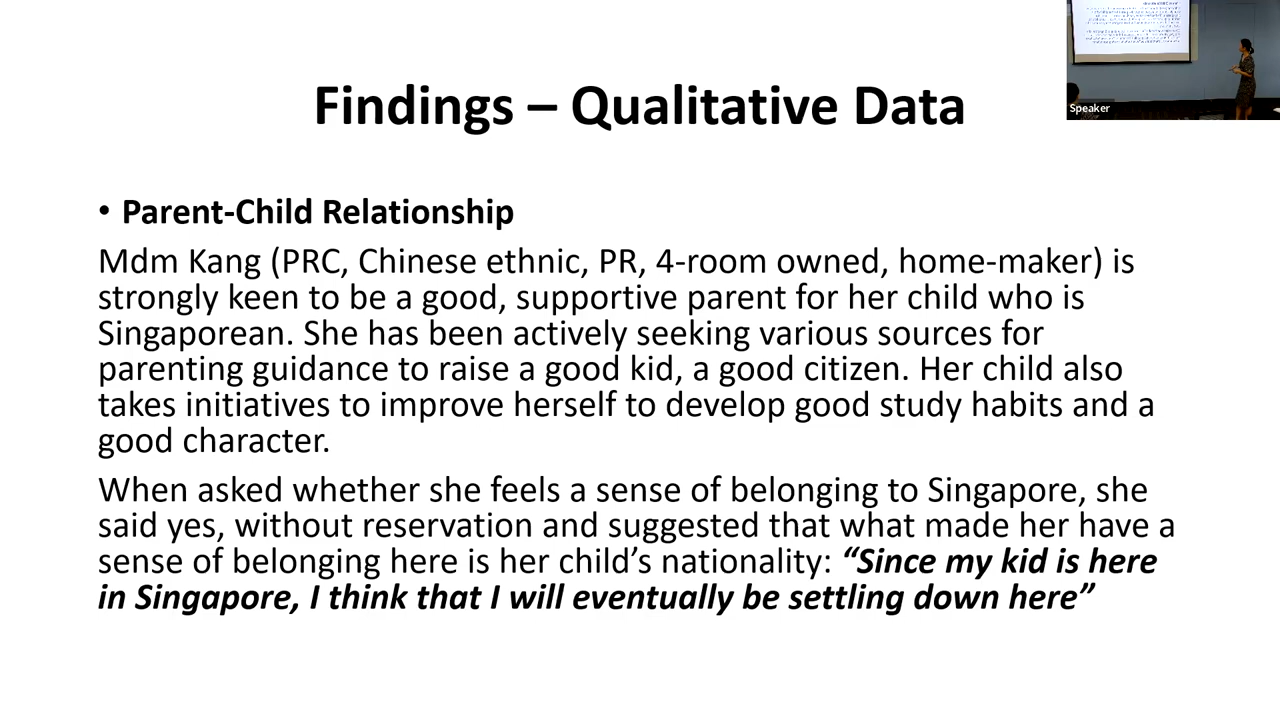 Findings – Qualitative Data
Speaker
• Parent-Child Relationship
Mdm Kang (PRC, Chinese ethnic, PR, 4-room owned, home-maker) is
strongly keen to be a good, supportive parent for her child who is
Singaporean. She has been actively seeking various sources for
parenting guidance to raise a good kid, a good citizen. Her child also
takes initiatives to improve herself to develop good study habits and a
good character.
When asked whether she feels a sense of belonging to Singapore, she
said yes, without reservation and suggested that what made her have a
sense of belonging here is her child’s nationality: “Since my kid is here
in Singapore, I think that I will eventually be settling down here”